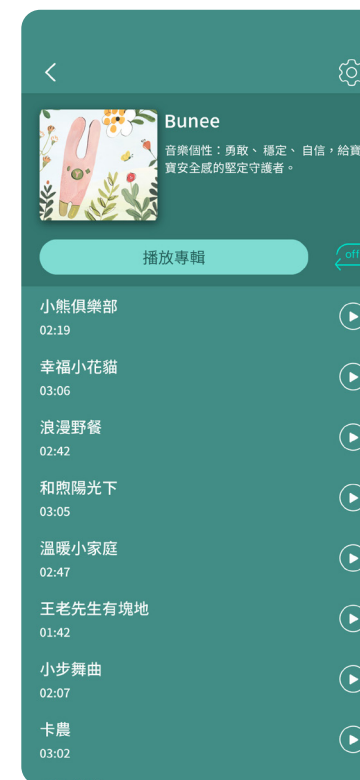 Bunee
音樂個性：勇敢、穩定、自信，給寶
寶安全感的堅定守護者。
播放專輯
off
小熊俱樂部
02:19
幸福小花貓
03:06
浪漫野餐
02:42
和煦陽光下
03:05
溫暖小家庭
02:47
王老先生有塊地
01:42
小步舞曲
02:07
卡農
03:02